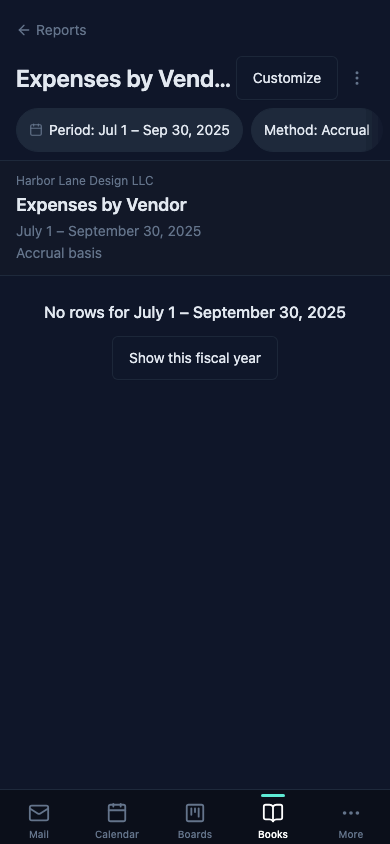 Reports
Expenses by Vend...
Customize
Period: Jul 1 – Sep 30, 2025
Method: Accrual
Harbor Lane Design LLC
Expenses by Vendor
July 1 – September 30, 2025
Accrual basis
No rows for July 1 – September 30, 2025
Show this fiscal year
Mail
Calendar
Boards
Books
More